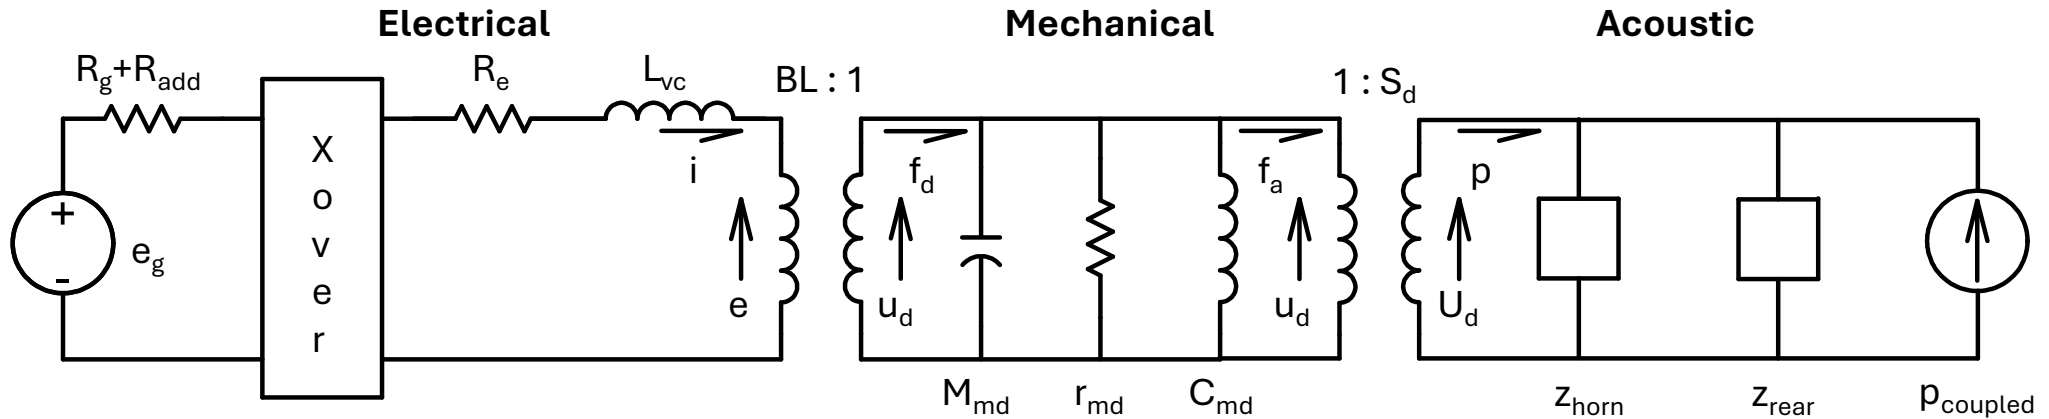 Electrical
Mechanical
Acoustic
Rg+Radd
Re
Lvc
BL : 1
1 : Sd
X
o
v
e
r
i
fd
fa
p
+
-
eg
e
ud
ud
Ud
Mmd
rmd
Cmd
zhorn
zrear
pcoupled